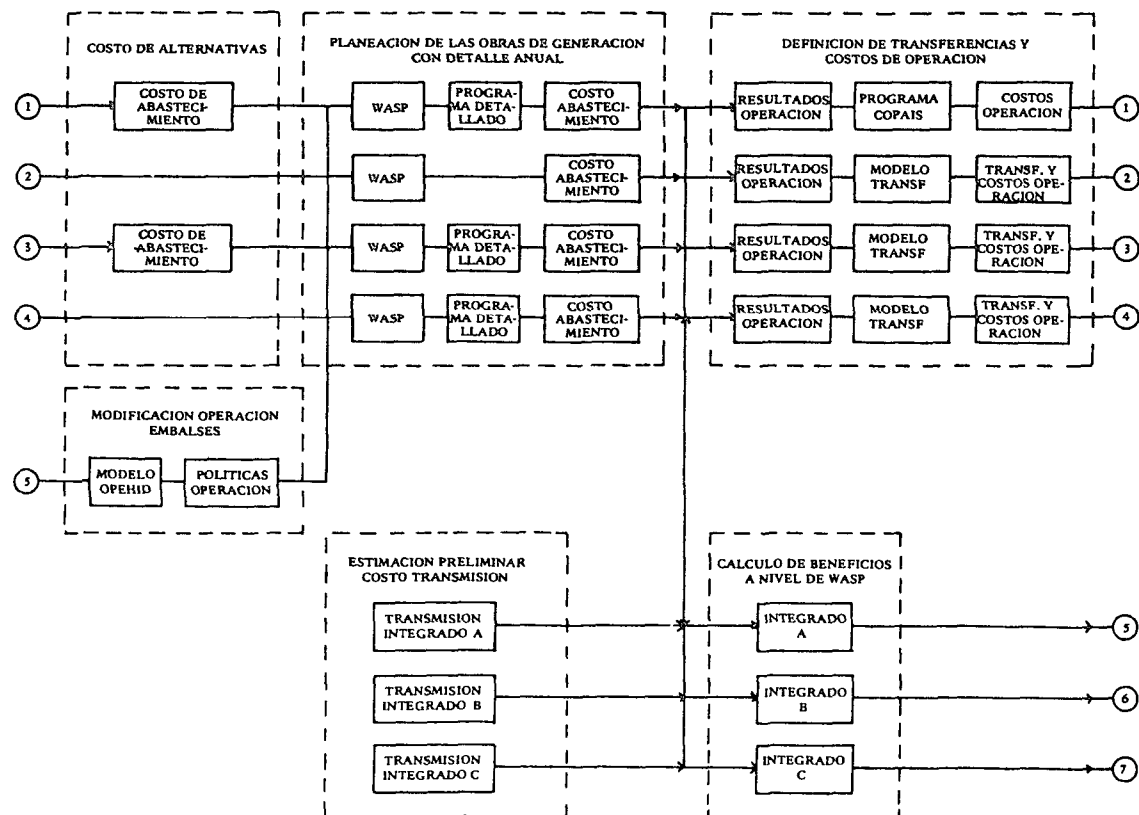 COSTO DE ALTERNATIVAS
PLANEACION DE LAS OBRAS DE GENERACION
CON DETALLE ANUAL
DEFINICION DE TRANSFERENCIAS Y
COSTOS DE OPERACION
1
COSTO DE
ABASTECI-
MIENTO
WASP
PROGRA-
MA DETA-
LLADO
COSTO
ABASTECI-
MIENTO
RESULTADOS
OPERACION
PROGRAMA
COPAIS
COSTOS
OPERACION
1
2
WASP
COSTO
ABASTECI-
MIENTO
RESULTADOS
OPERACION
MODELO
TRANSF
TRANSF. Y
COSTOS OPE-
RACION
2
3
COSTO DE
ABASTECI-
MIENTO
WASP
PROGRA-
MA DETA-
LLADO
COSTO
ABASTECI-
MIENTO
RESULTADOS
OPERACION
MODELO
TRANSF
TRANSF. Y
COSTOS OPE-
RACION
3
4
WASP
PROGRA-
MA DETA-
LLADO
COSTO
ABASTECI-
MIENTO
RESULTADOS
OPERACION
MODELO
TRANSF
TRANSF. Y
COSTOS OPE-
RACION
4
MODIFICACION OPERACION
EMBALSES
5
MODELO
OPEHID
POLITICAS
OPERACION
ESTIMACION PRELIMINAR
COSTO TRANSMISION
CALCULO DE BENEFICIOS
A NIVEL DE WASP
TRANSMISION
INTEGRADO A
INTEGRADO
A
5
TRANSMISION
INTEGRADO B
INTEGRADO
B
6
TRANSMISION
INTEGRADO C
INTEGRADO
C
7